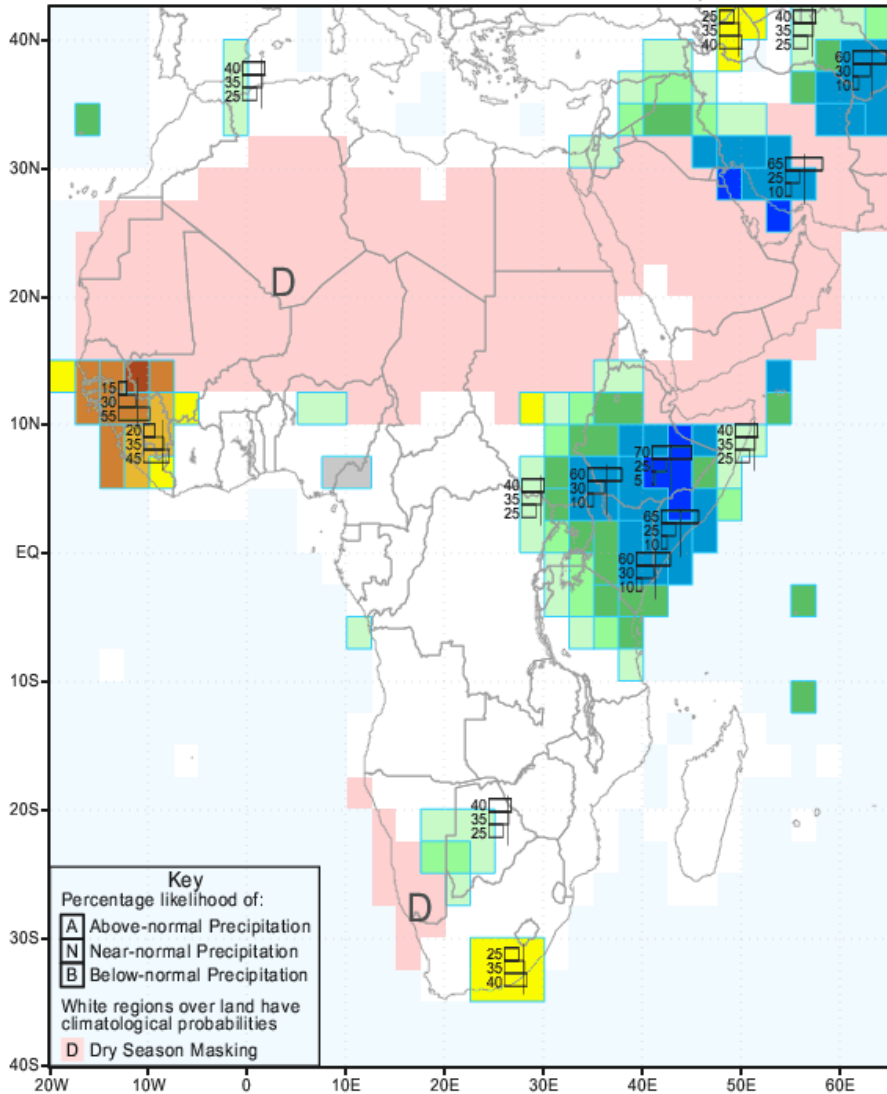 25
35
40
40
35
25
40
35
25
60
30
10
65
25
10
D
15
30
55
20
35
45
40
35
25
70
25
5
60
30
10
40
35
25
65
25
10
60
30
10
40
35
25
D
25
35
40
40N
30N
20N
10N
EQ
10S
20S
30S
40S
Key
Percentage likelihood of:
A Above-normal Precipitation
N Near-normal Precipitation
B Below-normal Precipitation
White regions over land have
climatological probabilities
D Dry Season Masking
20W 10W 0 10E 20E 30E 40E 50E 60E